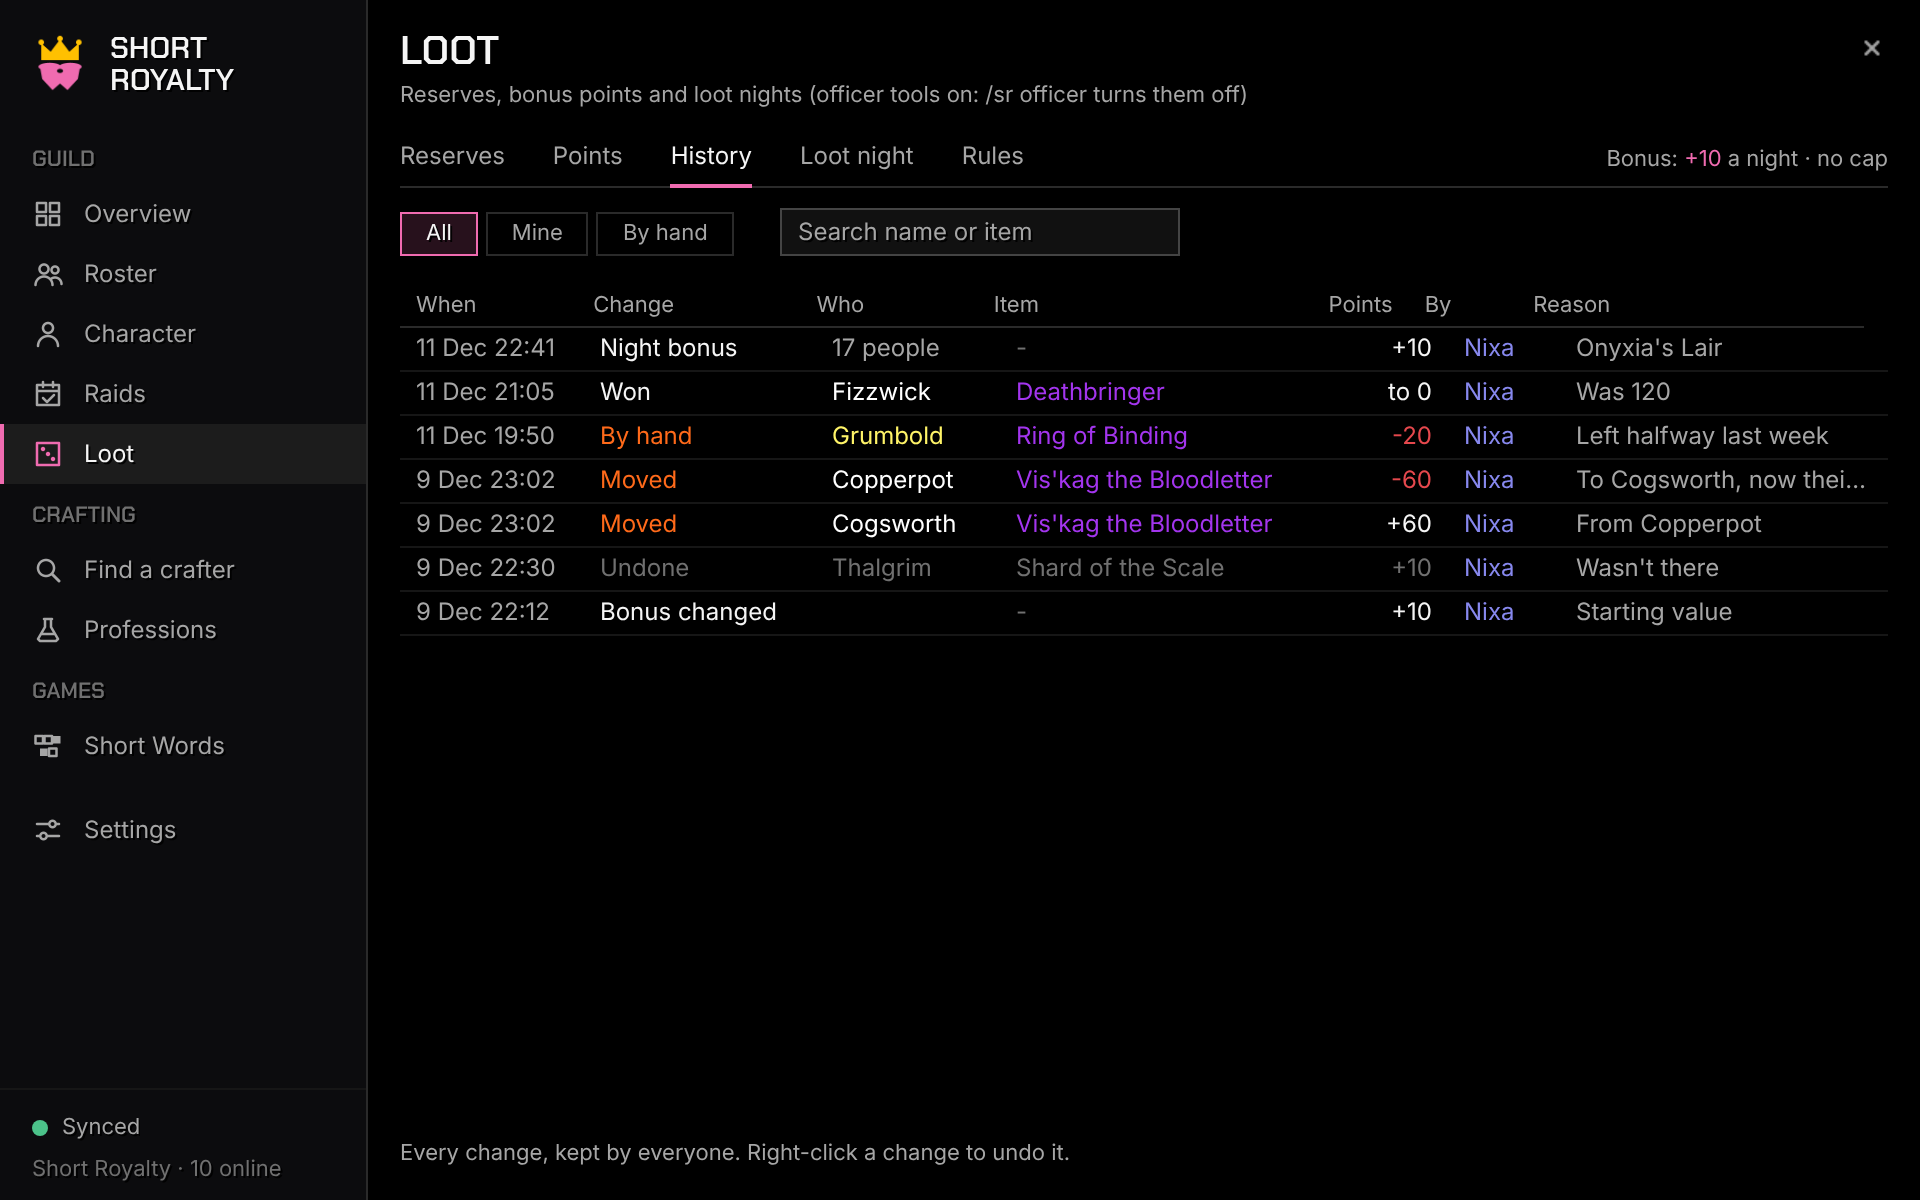 SHORT
ROYALTY
GUILD
Overview
Roster
Character
Raids
Loot
CRAFTING
Find a crafter
Professions
GAMES
Short Words
Settings
Synced
Short Royalty · 10 online
LOOT
Reserves, bonus points and loot nights (officer tools on: /sr officer turns them off)
Reserves Points History Loot night Rules Bonus: +10 a night · no cap
All Mine By hand Search name or item
When Change Who Item Points By Reason
11 Dec 22:41 Night bonus 17 people - +10 Nixa Onyxia's Lair
11 Dec 21:05 Won Fizzwick Deathbringer to 0 Nixa Was 120
11 Dec 19:50 By hand Grumbold Ring of Binding -20 Nixa Left halfway last week
9 Dec 23:02 Moved Copperpot Vis'kag the Bloodletter -60 Nixa To Cogsworth, now thei...
9 Dec 23:02 Moved Cogsworth Vis'kag the Bloodletter +60 Nixa From Copperpot
9 Dec 22:30 Undone Thalgrim Shard of the Scale +10 Nixa Wasn't there
9 Dec 22:12 Bonus changed - +10 Nixa Starting value
Every change, kept by everyone. Right-click a change to undo it.